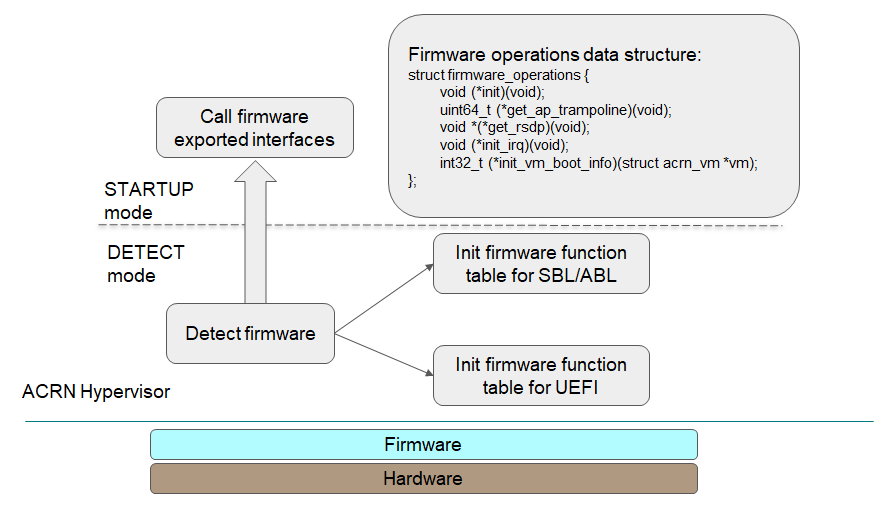 Firmware operations data structure:
struct firmware_operations {
void (*init)(void);
uint64_t (*get_ap_trampoline)(void);
void *(*get_rsdp)(void);
void (*init_irq)(void);
int32_t (*init_vm_boot_info)(struct acrn_vm *vm);
};
Call firmware
exported interfaces
STARTUP
mode
DETECT
mode
Init firmware function
table for SBL/ABL
Detect firmware
Init firmware function
table for UEFI
ACRN Hypervisor
Firmware
Hardware